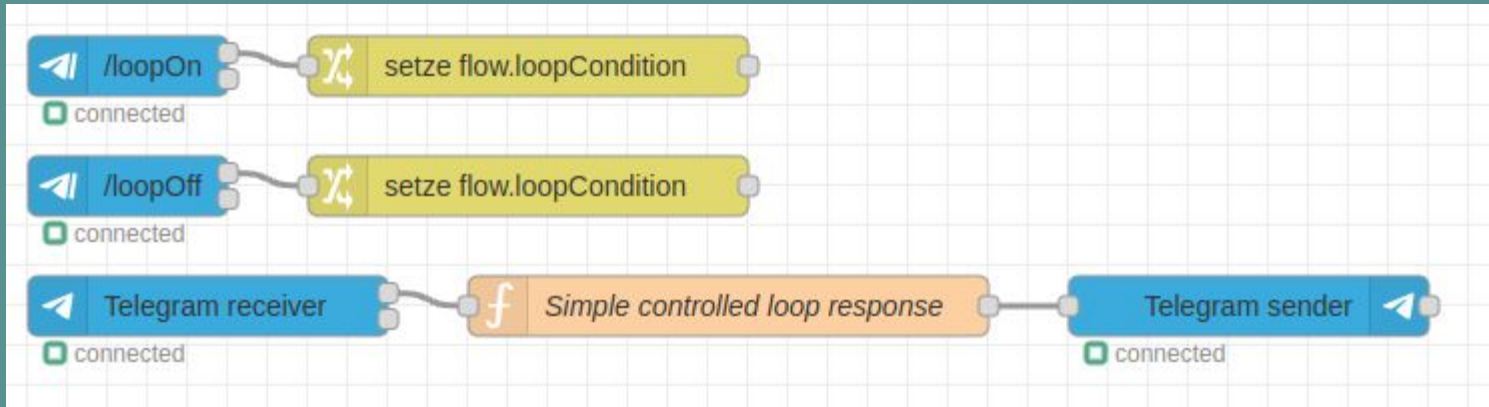 /loopOn
setze flow.loopCondition
connected
/loopOff
setze flow.loopCondition
connected
Telegram receiver
Simple controlled loop response
Telegram sender
connected
connected